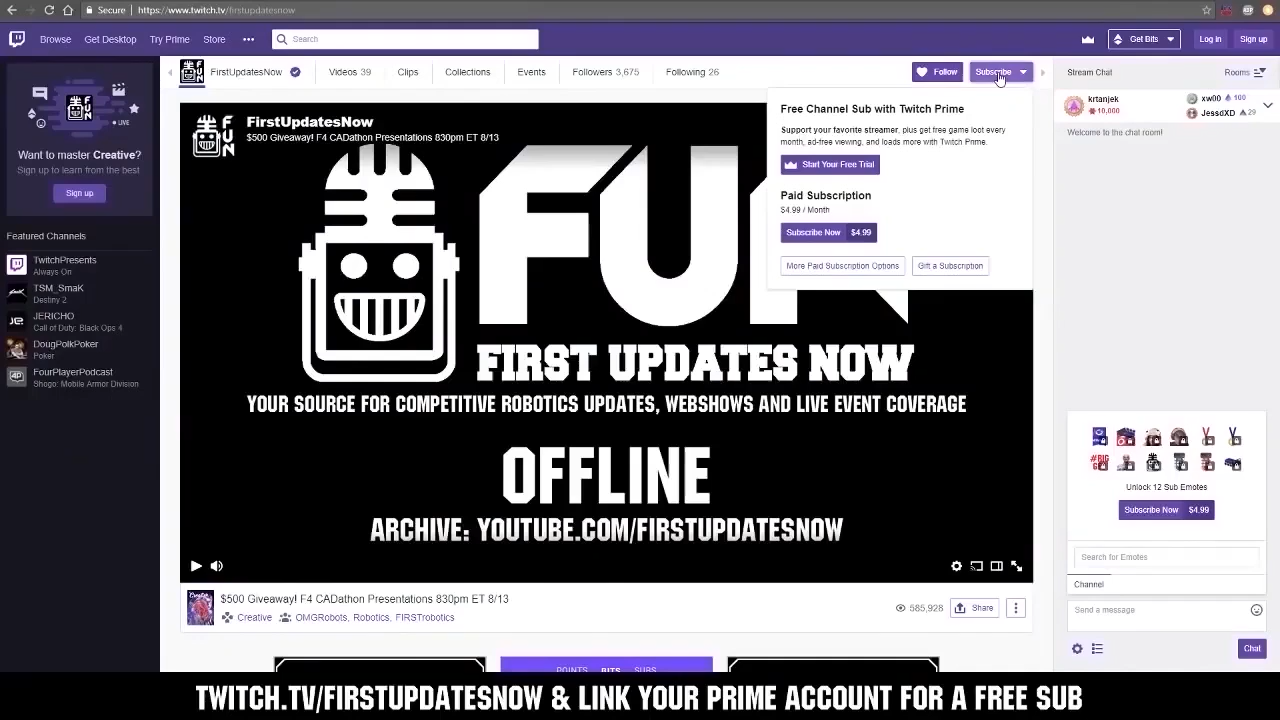 Secure
https://www.twitch.tv/firstupdatesnow
Browse
Get Desktop
Try Prime
Store
Search
Get Bits
Log in
Sign up
Want to master Creative?
Sign up to learn from the best
Sign up
Featured Channels
TwitchPresents
Always On
TSM_SmaK
Destiny 2
JERICHO
Call of Duty: Black Ops 4
DougPolkPoker
Poker
FourPlayerPodcast
Shogo: Mobile Armor Division
FirstUpdatesNow
Videos 39
Clips
Collections
Events
Followers 3,675
Following 26
Follow
Subscribe
FUN
FirstUpdatesNow
$500 Giveaway! F4 CADathon Presentations 830pm ET 8/13
Free Channel Sub with Twitch Prime
Support your favorite streamer, plus get free game loot every
month, ad-free viewing, and loads more with Twitch Prime.
Start Your Free Trial
Paid Subscription
$4.99 / Month
Subscribe Now $4.99
More Paid Subscription Options
Gift a Subscription
FUN
FIRST UPDATES NOW
YOUR SOURCE FOR COMPETITIVE ROBOTICS UPDATES, WEBSHOWS AND LIVE EVENT COVERAGE
OFFLINE
ARCHIVE: YOUTUBE.COM/FIRSTUPDATESNOW
$500 Giveaway! F4 CADathon Presentations 830pm ET 8/13
Creative
OMGRobots, Robotics, FIRSTrobotics
585,928
Share
POINTS BITS SUBS
Stream Chat
Rooms
krtanjek
10,000
xw00 100
JessdXD 29
Welcome to the chat room!
Unlock 12 Sub Emotes
Subscribe Now $4.99
Search for Emotes
Channel
Send a message
Chat
TWITCH.TV/FIRSTUPDATESNOW & LINK YOUR PRIME ACCOUNT FOR A FREE SUB